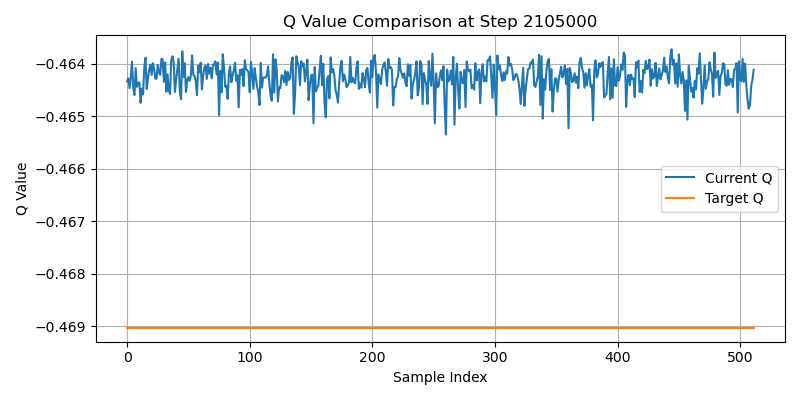 Q Value Comparison at Step 2105000
Q Value
−0.464
−0.465
−0.466
−0.467
−0.468
−0.469
Current Q
Target Q
0
100
200
300
400
500
Sample Index